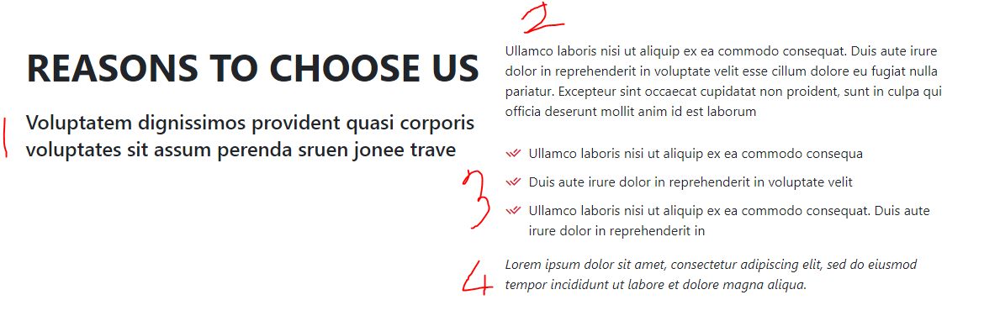 REASONS TO CHOOSE US
1
Voluptatem dignissimos provident quasi corporis
voluptates sit assum perenda sruen jonee trave
2
Ullamco laboris nisi ut aliquip ex ea commodo consequat. Duis aute irure
dolor in reprehenderit in voluptate velit esse cillum dolore eu fugiat nulla
pariatur. Excepteur sint occaecat cupidatat non proident, sunt in culpa qui
officia deserunt mollit anim id est laborum
3
Ullamco laboris nisi ut aliquip ex ea commodo consequa
Duis aute irure dolor in reprehenderit in voluptate velit
Ullamco laboris nisi ut aliquip ex ea commodo consequat. Duis aute
irure dolor in reprehenderit in
4
Lorem ipsum dolor sit amet, consectetur adipiscing elit, sed do eiusmod
tempor incididunt ut labore et dolore magna aliqua.